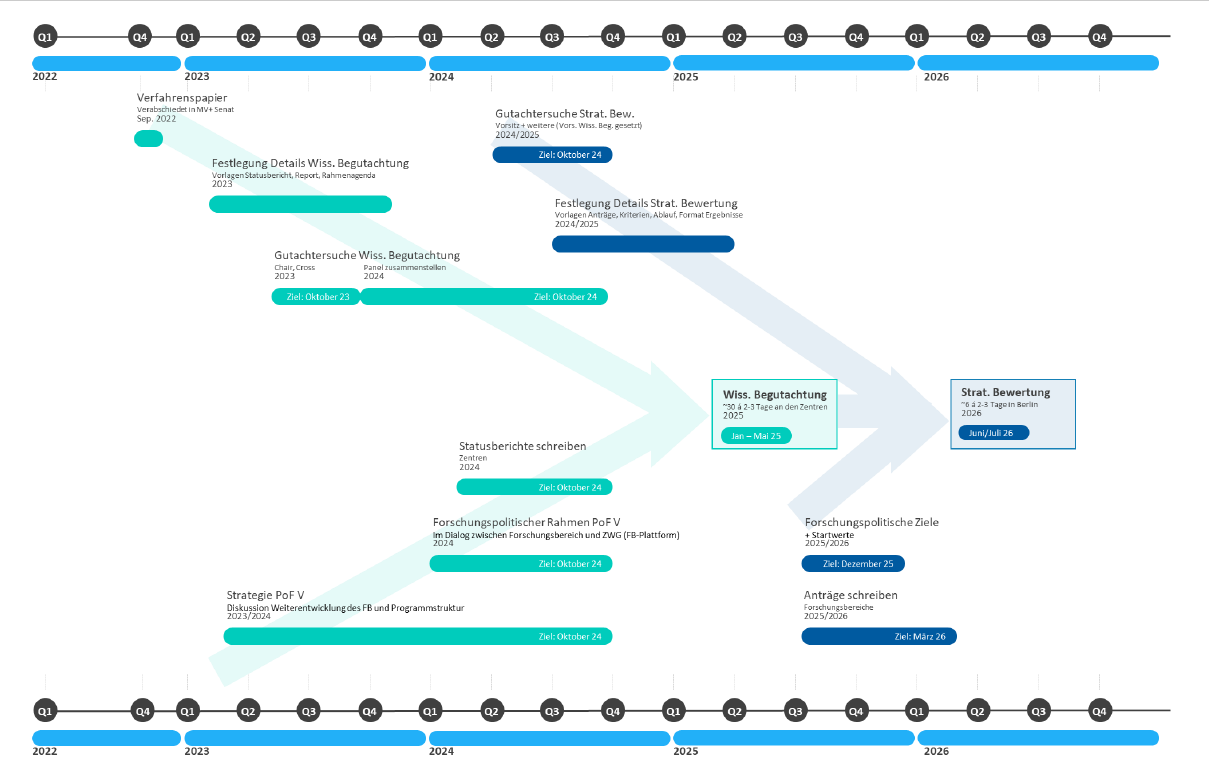 Q1 Q4 Q1 Q2 Q3 Q4 Q1 Q2 Q3 Q4 Q1 Q2 Q3 Q4 Q1 Q2 Q3 Q4
2022 2023 2024 2025 2026
Verfahrenspapier
Verabschiedet in MV+ Senat
Sep. 2022
Gutachtersuche Strat. Bew.
Vorsitz + weitere (Vors. Wiss. Beg. gesetzt)
2024/2025
Ziel: Oktober 24
Festlegung Details Wiss. Begutachtung
Vorlagen Statusbericht, Report, Rahmenagenda
2023
Festlegung Details Strat. Bewertung
Vorlagen Anträge, Kriterien, Ablauf, Format Ergebnisse
2024/2025
Gutachtersuche Wiss. Begutachtung
Chair, Cross
2023
Panel zusammenstellen
2024
Ziel: Oktober 23
Ziel: Oktober 24
Wiss. Begutachtung
~30 á 2-3 Tage an den Zentren
2025
Jan – Mai 25
Strat. Bewertung
~6 á 2-3 Tage in Berlin
2026
Juni/Juli 26
Statusberichte schreiben
Zentren
2024
Ziel: Oktober 24
Forschungspolitischer Rahmen PoF V
Im Dialog zwischen Forschungsbereich und ZWG (FB-Plattform)
2024
Ziel: Oktober 24
Forschungspolitische Ziele
+ Startwerte
2025/2026
Ziel: Dezember 25
Strategie PoF V
Diskussion Weiterentwicklung des FB und Programmstruktur
2023/2024
Ziel: Oktober 24
Anträge schreiben
Forschungsbereiche
2025/2026
Ziel: März 26
Q1 Q4 Q1 Q2 Q3 Q4 Q1 Q2 Q3 Q4 Q1 Q2 Q3 Q4 Q1 Q2 Q3 Q4
2022 2023 2024 2025 2026